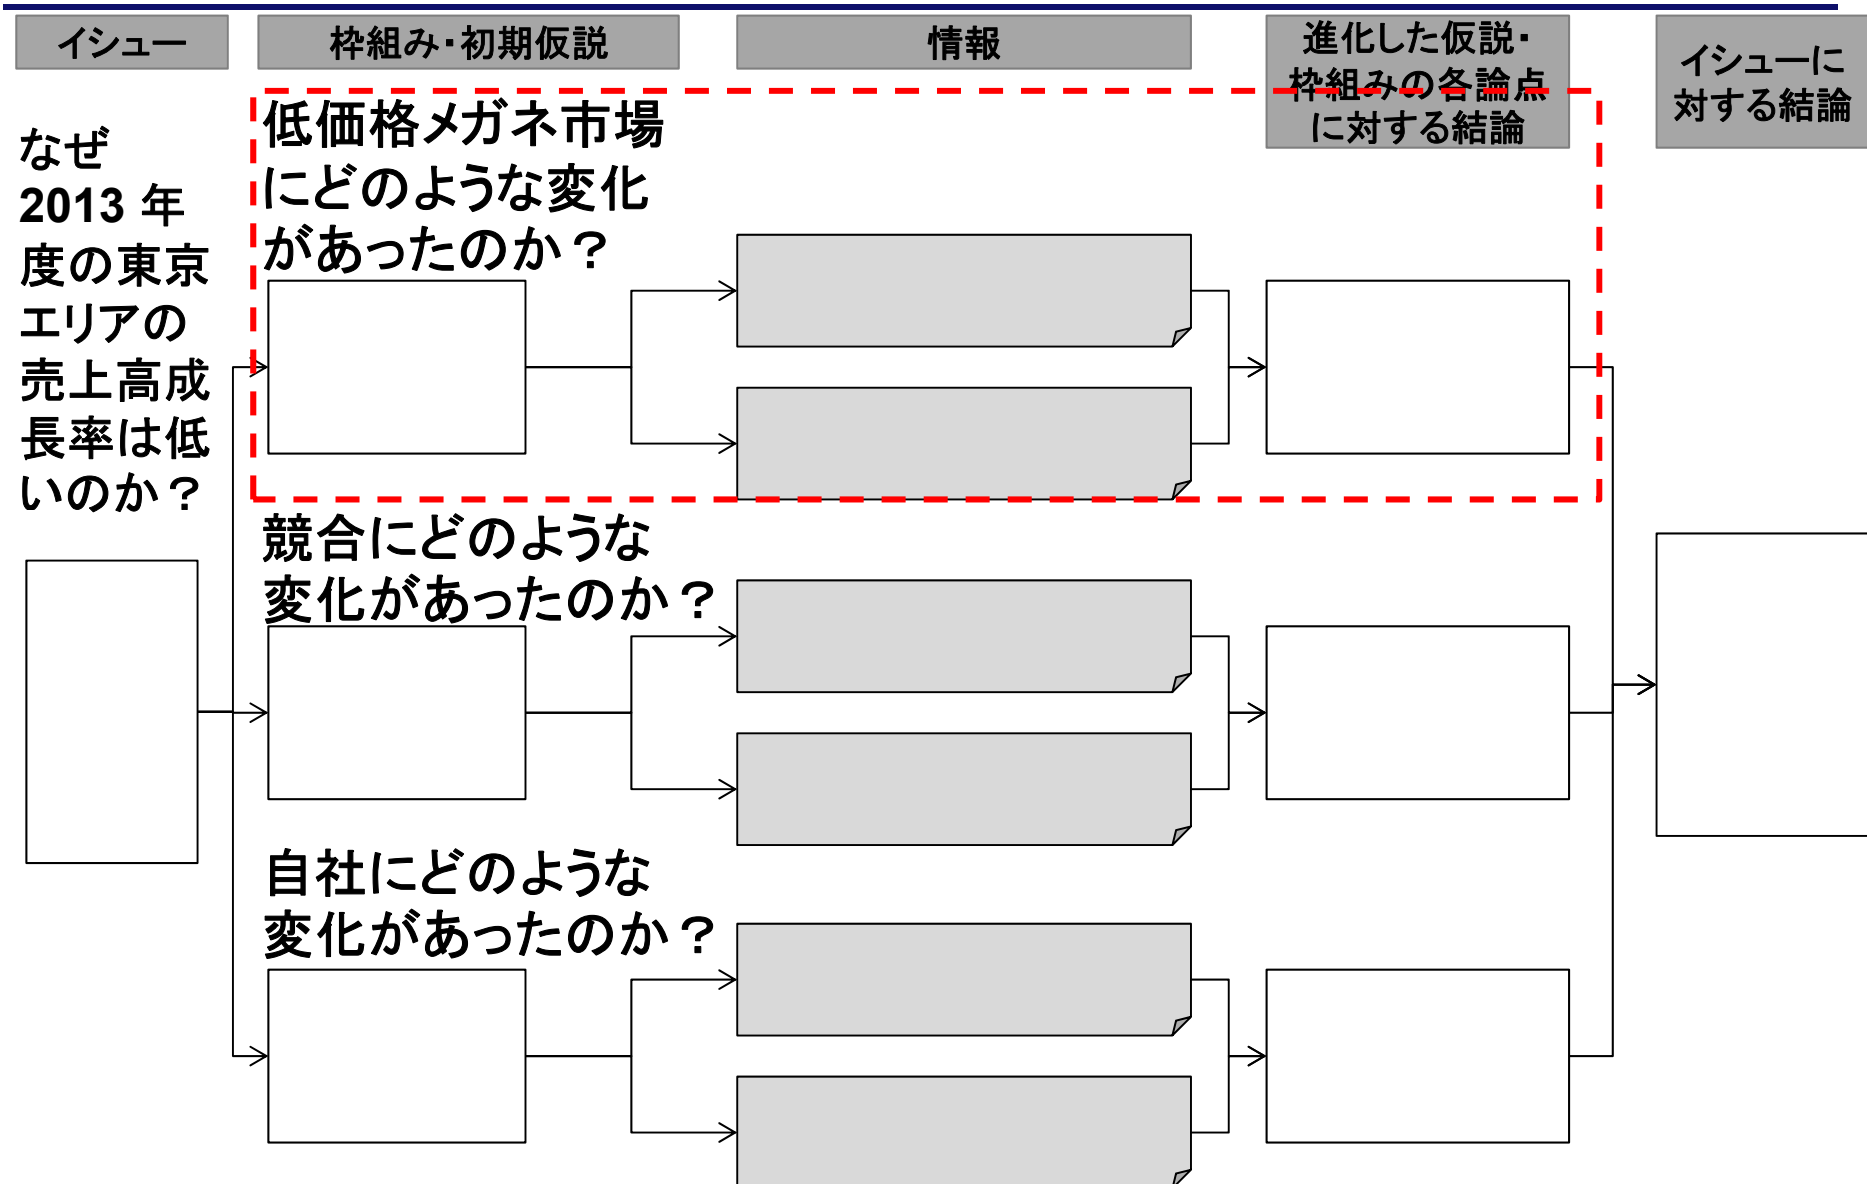 イシュー
枠組み・初期仮説
情報
進化した仮説・
枠組みの各論点
に対する結論
イシューに
対する結論
なぜ
2013 年
度の東京
エリアの
売上高成
長率は低
いのか？
低価格メガネ市場
にどのような変化
があったのか？
競合にどのような
変化があったのか？
自社にどのような
変化があったのか？